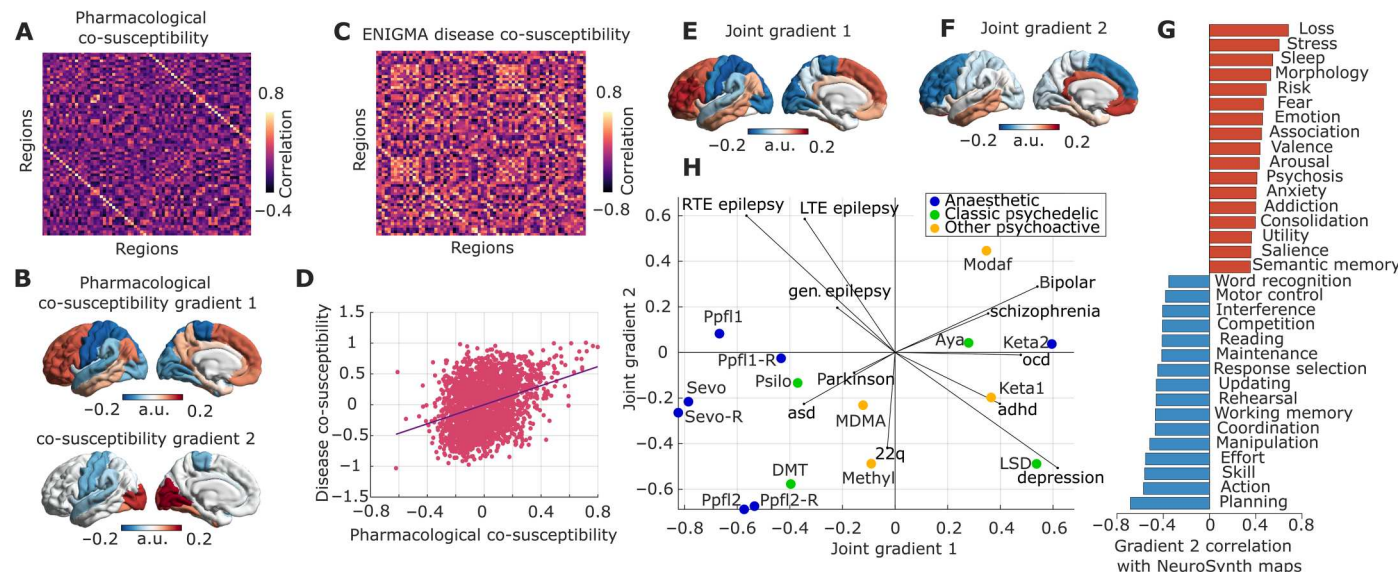 A
Pharmacological
co-susceptibility
Regions
Regions
0.8
Correlation
−0.4
B
Pharmacological
co-susceptibility gradient 1
−0.2 a.u. 0.2
co-susceptibility gradient 2
−0.2 a.u. 0.2
C
ENIGMA disease co-susceptibility
Regions
Regions
0.8
Correlation
−0.8
D
Disease co-susceptibility
1.5
1
0.5
0
−0.5
−1
−1.5
−0.8 −0.4 0 0.4 0.8
Pharmacological co-susceptibility
E
Joint gradient 1
−0.2 a.u. 0.2
F
Joint gradient 2
−0.2 a.u. 0.2
H
Anaesthetic
Classic psychedelic
Other psychoactive
RTE epilepsy
LTE epilepsy
Modaf
Bipolar
gen. epilepsy
schizophrenia
Ppfl1
Aya
Keta2
Ppfl1-R
ocd
Psilo
Parkinson
Sevo
Keta1
Sevo-R
asd
MDMA
adhd
22q
DMT
Methyl
LSD
depression
Ppfl2
Ppfl2-R
Joint gradient 2
0.6
0.4
0.2
0
−0.2
−0.4
−0.6
−0.8 −0.6 −0.4 −0.2 0 0.2 0.4 0.6
Joint gradient 1
G
Loss
Stress
Sleep
Morphology
Risk
Fear
Emotion
Association
Valence
Arousal
Psychosis
Anxiety
Addiction
Consolidation
Utility
Salience
Semantic memory
Word recognition
Motor control
Interference
Competition
Reading
Maintenance
Response selection
Updating
Rehearsal
Working memory
Coordination
Manipulation
Effort
Skill
Action
Planning
−0.8 −0.4 0 0.4 0.8
Gradient 2 correlation
with NeuroSynth maps